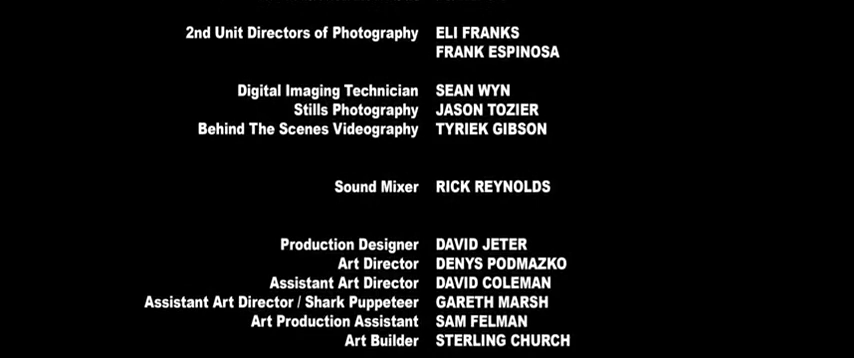 2nd Unit Directors of Photography ELI FRANKS
FRANK ESPINOSA
Digital Imaging Technician SEAN WYN
Stills Photography JASON TOZIER
Behind The Scenes Videography TYRIEK GIBSON
Sound Mixer RICK REYNOLDS
Production Designer DAVID JETER
Art Director DENYS PODMAZKO
Assistant Art Director DAVID COLEMAN
Assistant Art Director / Shark Puppeteer GARETH MARSH
Art Production Assistant SAM FELMAN
Art Builder STERLING CHURCH